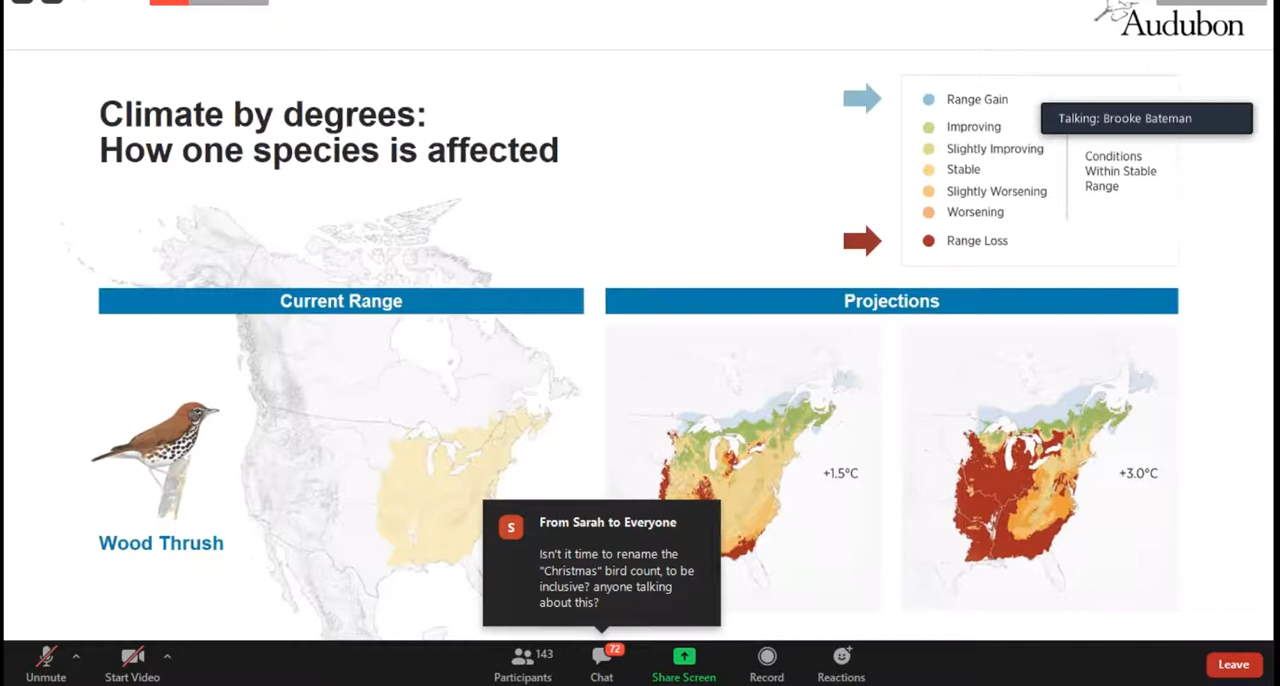 Audubon
Climate by degrees:
How one species is affected
Range Gain
Improving
Slightly Improving
Stable
Slightly Worsening
Worsening
Range Loss
Talking: Brooke Bateman
Conditions
Within Stable
Range
Current Range
Projections
+1.5°C
+3.0°C
Wood Thrush
S
From Sarah to Everyone
Isn't it time to rename the
"Christmas" bird count, to be
inclusive? anyone talking
about this?
Unmute
Start Video
143
Participants
72
Chat
Share Screen
Record
Reactions
Leave